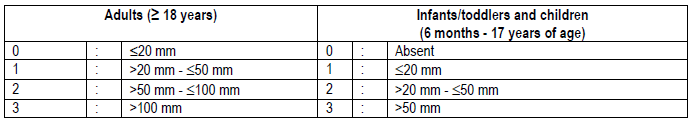 Adults (≥ 18 years) Infants/toddlers and children
(6 months - 17 years of age)
0 : ≤20 mm 0 : Absent
1 : >20 mm - ≤50 mm 1 : ≤20 mm
2 : >50 mm - ≤100 mm 2 : >20 mm - ≤50 mm
3 : >100 mm 3 : >50 mm